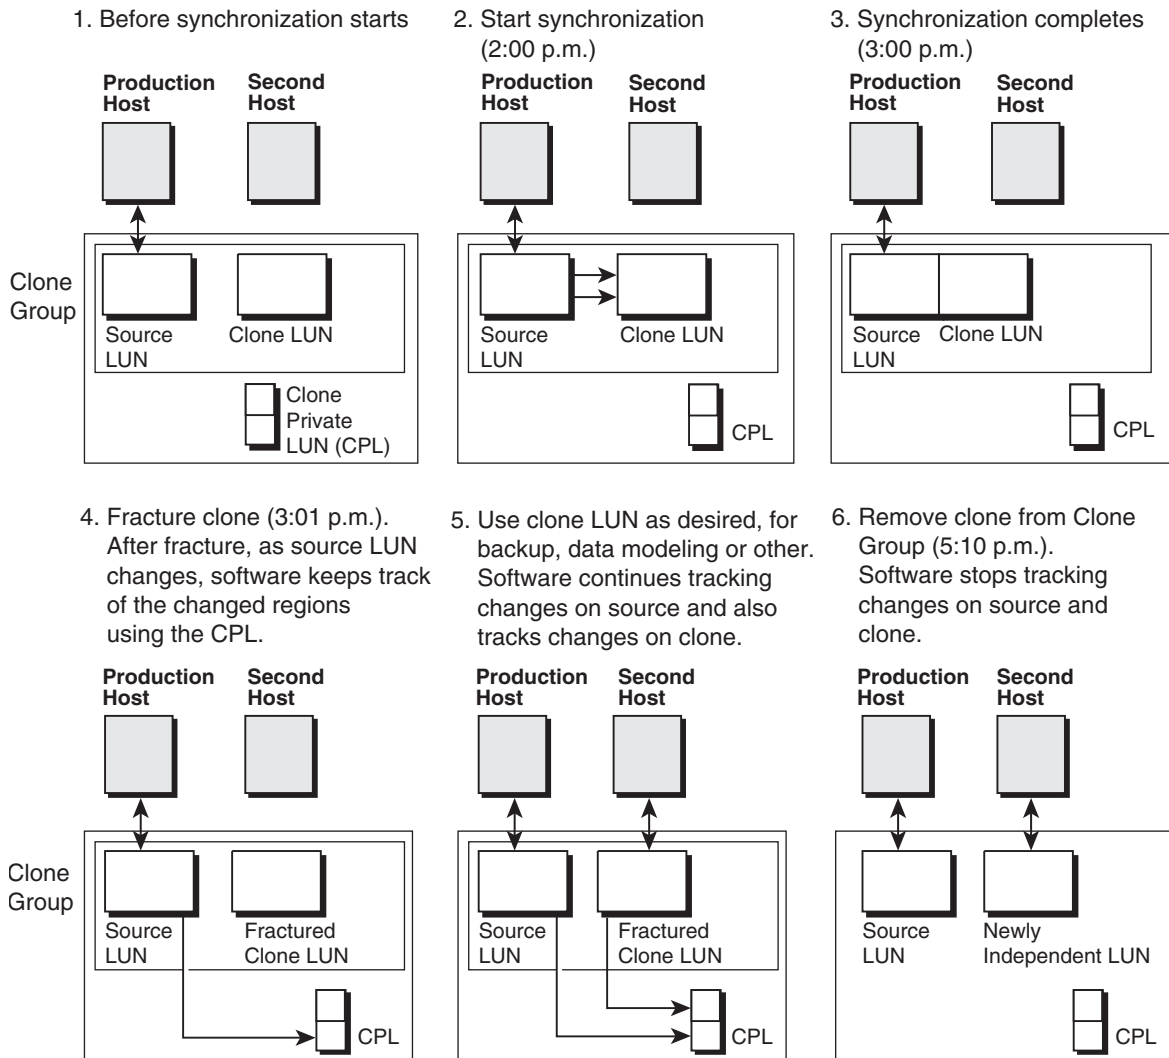 1. Before synchronization starts
Production
Host
Second
Host
Clone
Group
Source
LUN
Clone LUN
Clone
Private
LUN (CPL)
2. Start synchronization
(2:00 p.m.)
Production
Host
Second
Host
Source
LUN
Clone LUN
CPL
3. Synchronization completes
(3:00 p.m.)
Production
Host
Second
Host
Source
LUN
Clone LUN
CPL
4. Fracture clone (3:01 p.m.).
After fracture, as source LUN
changes, software keeps track
of the changed regions
using the CPL.
Production
Host
Second
Host
Clone
Group
Source
LUN
Fractured
Clone LUN
CPL
5. Use clone LUN as desired, for
backup, data modeling or other.
Software continues tracking
changes on source and also
tracks changes on clone.
Production
Host
Second
Host
Source
LUN
Fractured
Clone LUN
CPL
6. Remove clone from Clone
Group (5:10 p.m.).
Software stops tracking
changes on source and
clone.
Production
Host
Second
Host
Source
LUN
Newly
Independent LUN
CPL